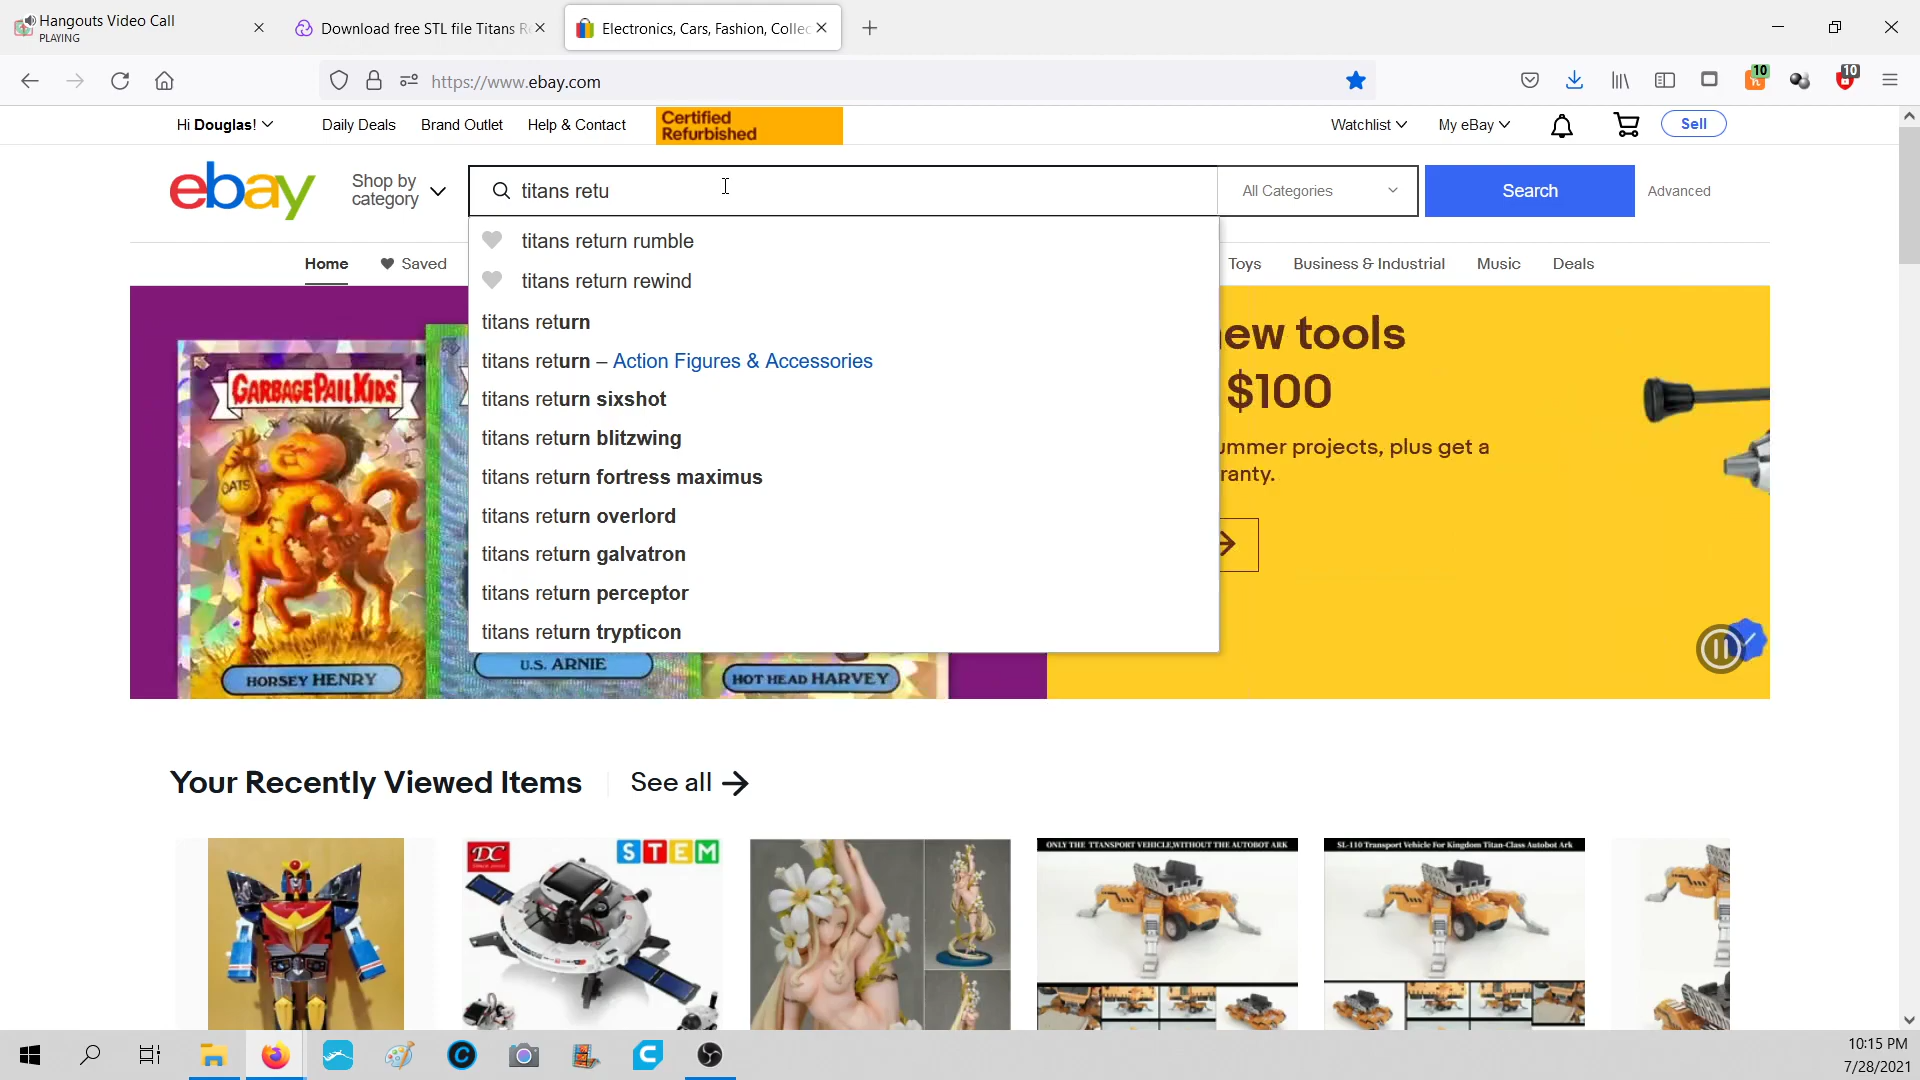 Hangouts Video Call
PLAYING
Download free STL file Titans Re
Electronics, Cars, Fashion, Collec
https://www.ebay.com
10
10
Hi Douglas!
Daily Deals
Brand Outlet
Help & Contact
Certified
Refurbished
Watchlist
My eBay
Sell
ebay
Shop by
category
titans retu
All Categories
Search
Advanced
titans return rumble
titans return rewind
titans return
titans return – Action Figures & Accessories
titans return sixshot
titans return blitzwing
titans return fortress maximus
titans return overlord
titans return galvatron
titans return perceptor
titans return trypticon
Home
Saved
Toys
Business & Industrial
Music
Deals
GARBAGE PAIL KIDS
OATS
HORSEY HENRY
U.S. ARNIE
HOT HEAD HARVEY
ew tools
$100
ummer projects, plus get a
ranty.
Your Recently Viewed Items
See all
DC
STEM
ONLY THE TTANSPORT VEHICLE,WITHOUT THE AUTOBOT ARK
SL-110 Transport Vehicle For Kingdom Titan-Class Autobot Ark
10:15 PM
7/28/2021